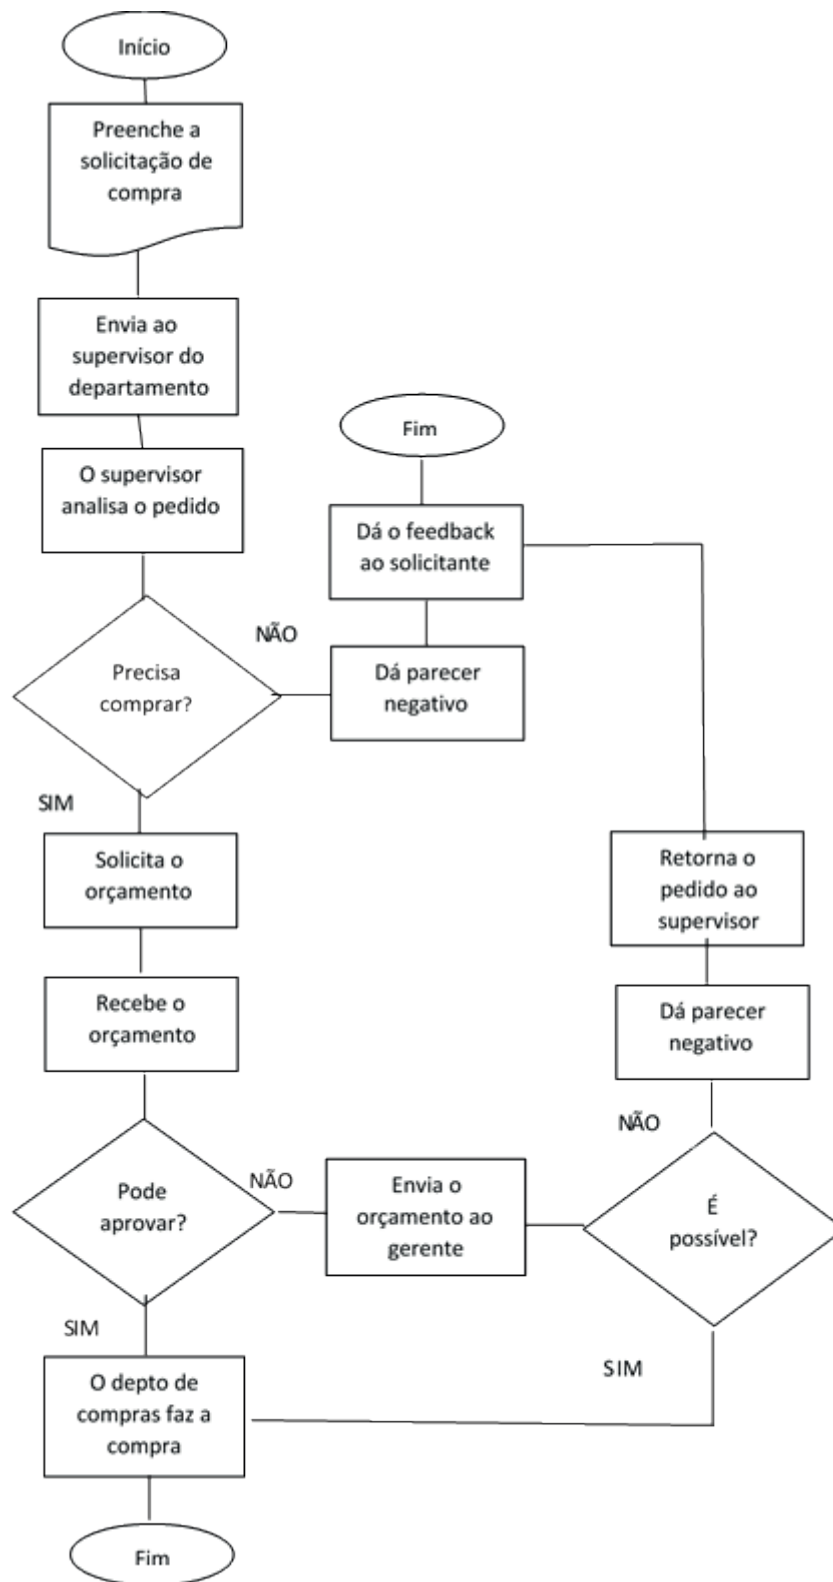 Início
Preenche a
solicitação de
compra
Envia ao
supervisor do
departamento
O supervisor
analisa o pedido
Precisa
comprar?
NÃO
Dá parecer
negativo
Dá o feedback
ao solicitante
Fim
SIM
Solicita o
orçamento
Recebe o
orçamento
Pode
aprovar?
NÃO
Envia o
orçamento ao
gerente
É
possível?
NÃO
Dá parecer
negativo
Retorna o
pedido ao
supervisor
SIM
SIM
O depto de
compras faz a
compra
Fim